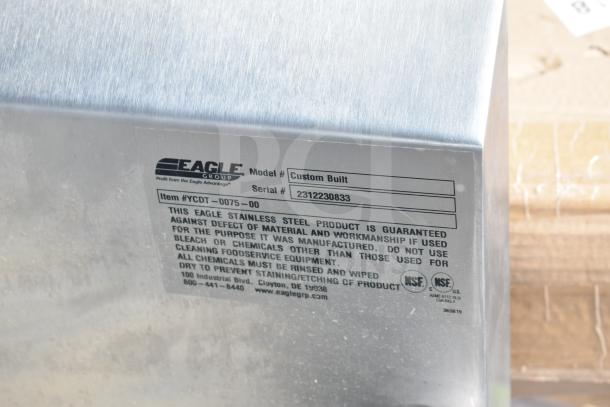 EAGLE
GROUP
Profit from the Eagle Advantage®
Model # Custom Built
Serial # 2312230833
Item #YCDT-0075-00
THIS EAGLE STAINLESS STEEL PRODUCT IS GUARANTEED
AGAINST DEFECT OF MATERIAL AND WORKMANSHIP IF USED
FOR THE PURPOSE IT WAS MANUFACTURED. DO NOT USE
BLEACH OR CHEMICALS OTHER THAN THOSE USED FOR
CLEANING FOODSERVICE EQUIPMENT.
ALL CHEMICALS MUST BE RINSED AND WIPED
DRY TO PREVENT STAINING/ETCHING OF PRODUCT
100 Industrial Blvd., Clayton, DE 19938
800-441-8440 www.eaglegrp.com
NSF
C NSF US